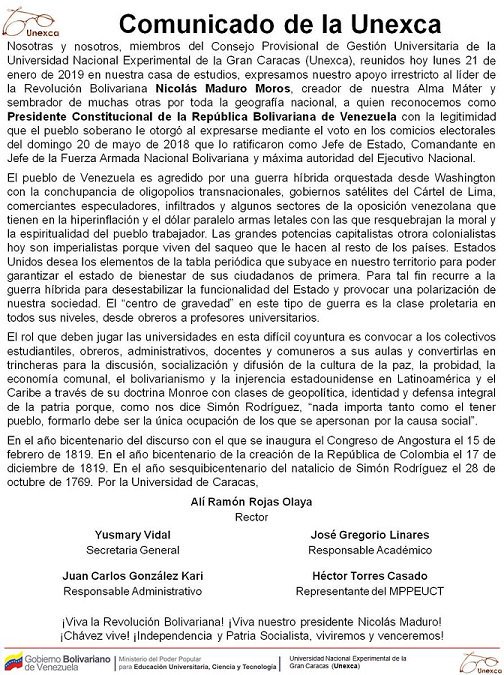 Unexca
Comunicado de la Unexca
Unexca
Nosotras y nosotros, miembros del Consejo Provisional de Gestión Universitaria de la
Universidad Nacional Experimental de la Gran Caracas (Unexca), reunidos hoy lunes 21 de
enero de 2019 en nuestra casa de estudios, expresamos nuestro apoyo irrestricto al líder de
la Revolución Bolivariana Nicolás Maduro Moros, creador de nuestra Alma Máter y
sembrador de muchas otras por toda la geografía nacional, a quien reconocemos como
Presidente Constitucional de la República Bolivariana de Venezuela con la legitimidad
que el pueblo soberano le otorgó al expresarse mediante el voto en los comicios electorales
del domingo 20 de mayo de 2018 que lo ratificaron como Jefe de Estado, Comandante en
Jefe de la Fuerza Armada Nacional Bolivariana y máxima autoridad del Ejecutivo Nacional.
El pueblo de Venezuela es agredido por una guerra híbrida orquestada desde Washington
con la conchupancia de oligopolios transnacionales, gobiernos satélites del Cártel de Lima,
comerciantes especuladores, infiltrados y algunos sectores de la oposición venezolana que
tienen en la hiperinflación y el dólar paralelo armas letales con las que resquebrajan la moral y
la espiritualidad del pueblo trabajador. Las grandes potencias capitalistas otrora colonialistas
hoy son imperialistas porque viven del saqueo que le hacen al resto de los países. Estados
Unidos desea los elementos de la tabla periódica que subyace en nuestro territorio para poder
garantizar el estado de bienestar de sus ciudadanos de primera. Para tal fin recurre a la
guerra híbrida para desestabilizar la funcionalidad del Estado y provocar una polarización de
nuestra sociedad. El “centro de gravedad” en este tipo de guerra es la clase proletaria en
todos sus niveles, desde obreros a profesores universitarios.
El rol que deben jugar las universidades en esta difícil coyuntura es convocar a los colectivos
estudiantiles, obreros, administrativos, docentes y comuneros a sus aulas y convertirlas en
trincheras para la discusión, socialización y difusión de la cultura de la paz, la probidad, la
economía comunal, el bolivarianismo y la injerencia estadounidense en Latinoamérica y el
Caribe a través de su doctrina Monroe con clases de geopolítica, identidad y defensa integral
de la patria porque, como nos dice Simón Rodríguez, “nada importa tanto como el tener
pueblo, formarlo debe ser la única ocupación de los que se apersonan por la causa social”.
En el año bicentenario del discurso con el que se inaugura el Congreso de Angostura el 15 de
febrero de 1819. En el año bicentenario de la creación de la República de Colombia el 17 de
diciembre de 1819. En el año sesquibicentenario del natalicio de Simón Rodríguez el 28 de
octubre de 1769. Por la Universidad de Caracas,
Alí Ramón Rojas Olaya
Rector
Yusmary Vidal
Secretaria General
José Gregorio Linares
Responsable Académico
Juan Carlos González Kari
Responsable Administrativo
Héctor Torres Casado
Representante del MPPEUCT
¡Viva la Revolución Bolivariana! ¡Viva nuestro presidente Nicolás Maduro!
¡Chávez vive! ¡Independencia y Patria Socialista, viviremos y venceremos!
Gobierno Bolivariano
de Venezuela
Ministerio del Poder Popular
para Educación Universitaria, Ciencia y Tecnología
Universidad Nacional Experimental de la
Gran Caracas (Unexca)
Unexca